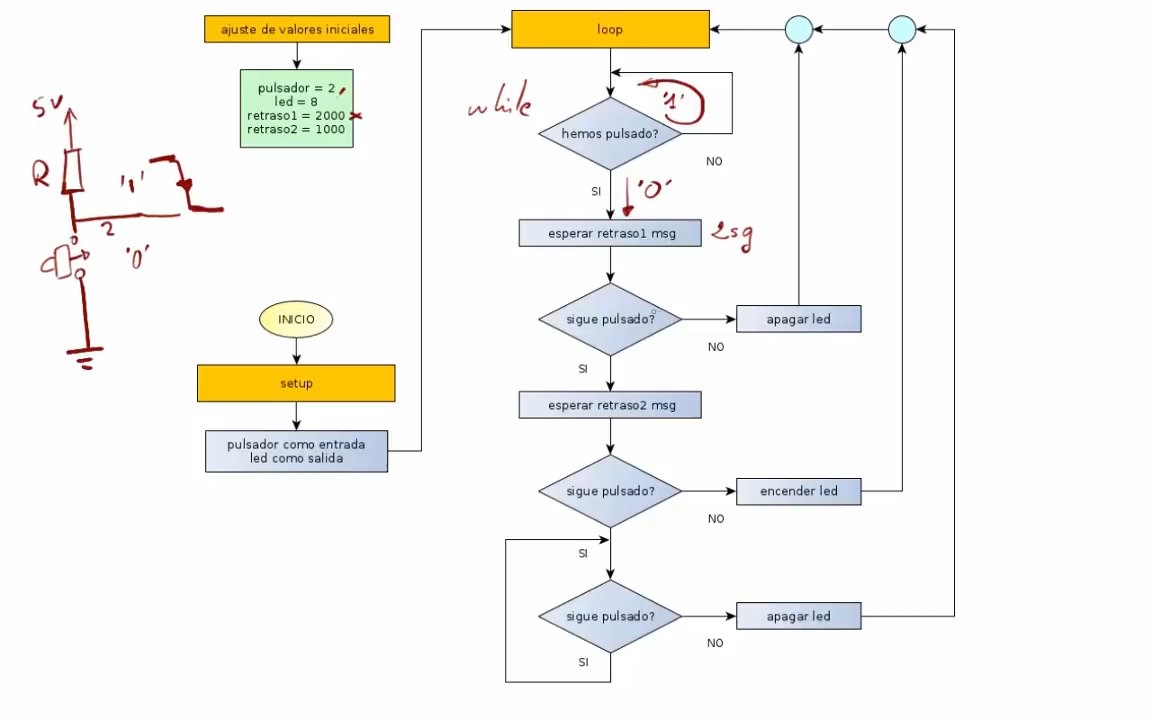 ajuste de valores iniciales
pulsador = 2
led = 8
retraso1 = 2000
retraso2 = 1000
5V
R
'1'
2
'0'
INICIO
setup
pulsador como entrada
led como salida
loop
while
'1'
hemos pulsado?
NO
SI
'0'
esperar retraso1 msg
2sg
sigue pulsado?
apagar led
NO
SI
esperar retraso2 msg
sigue pulsado?
encender led
NO
SI
sigue pulsado?
apagar led
NO
SI